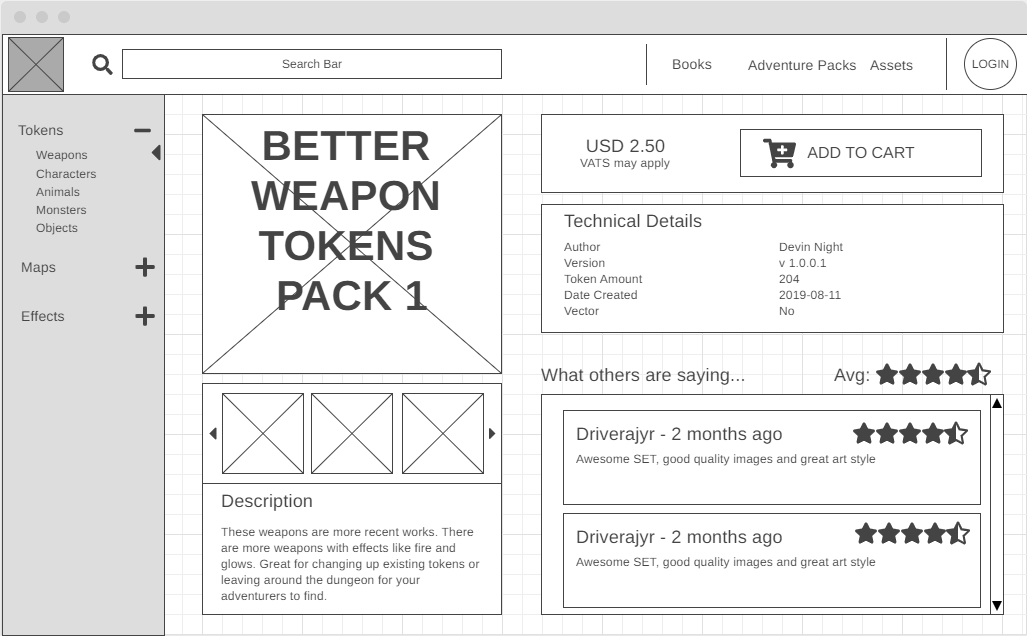 Search Bar
Books
Adventure Packs
Assets
LOGIN
Tokens
Weapons
Characters
Animals
Monsters
Objects
Maps
Effects
BETTER
WEAPON
TOKENS
PACK 1
Description
These weapons are more recent works. There
are more weapons with effects like fire and
glows. Great for changing up existing tokens or
leaving around the dungeon for your
adventurers to find.
USD 2.50
VATS may apply
ADD TO CART
Technical Details
Author Devin Night
Version v 1.0.0.1
Token Amount 204
Date Created 2019-08-11
Vector No
What others are saying...
Avg:
Driverajyr - 2 months ago
Awesome SET, good quality images and great art style
Driverajyr - 2 months ago
Awesome SET, good quality images and great art style